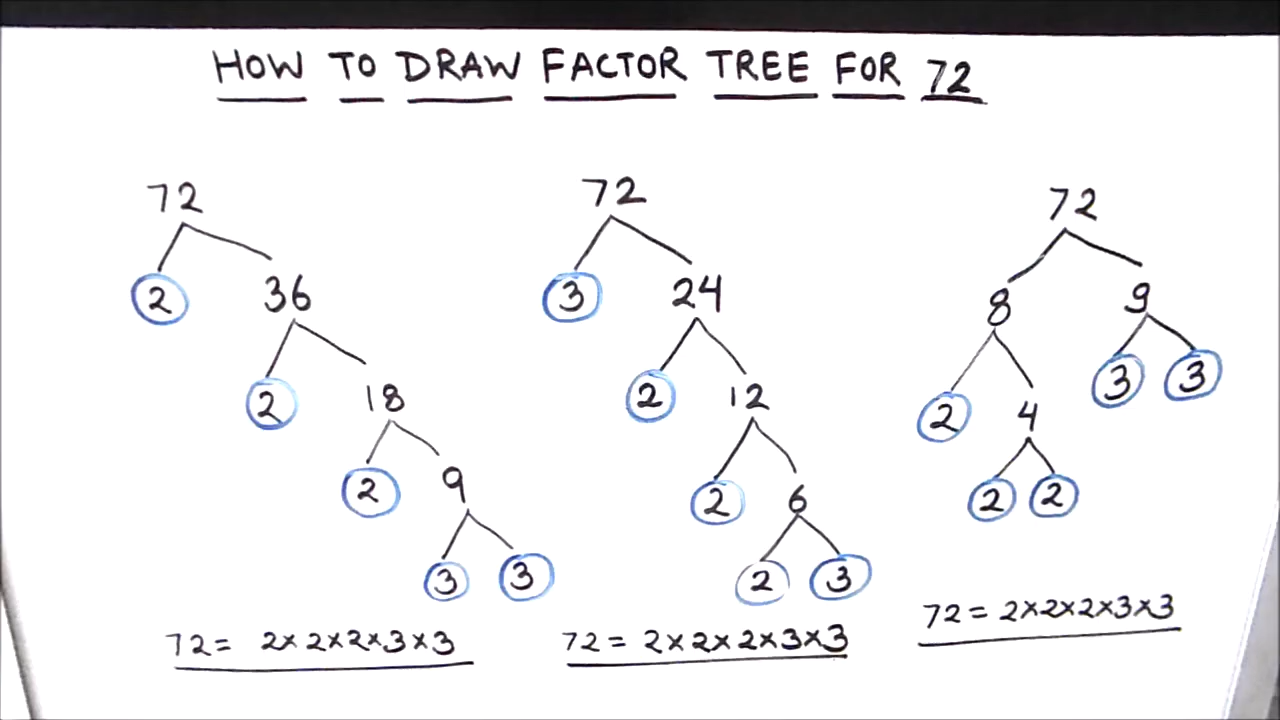 HOW TO DRAW FACTOR TREE FOR 72
72
2 36
2 18
2 9
3 3
72 = 2×2×2×3×3
72
3 24
2 12
2 6
2 3
72 = 2×2×2×3×3
72
8 9
2 4 3 3
2 2
72 = 2×2×2×3×3